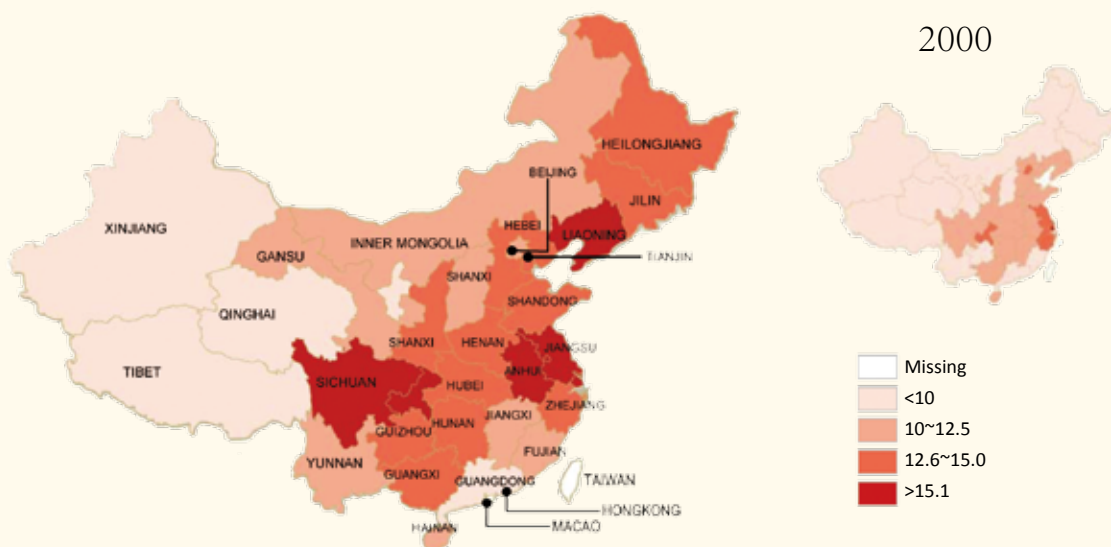 2000
HEILONGJIANG
BEIJING
JILIN
XINJIANG
HEBEI
LIAONING
INNER MONGOLIA
GANSU
TIANJIN
SHANXI
QINGHAI
SHANDONG
SHANXI
HENAN
JIANGSU
TIBET
SICHUAN
ANHUI
HUBEI
ZHEJIANG
JIANGXI
HUNAN
GUIZHOU
FUJIAN
YUNNAN
GUANGXI
GUANGDONG
TAIWAN
HONGKONG
HAINAN
MACAO
Missing
<10
10~12.5
12.6~15.0
>15.1